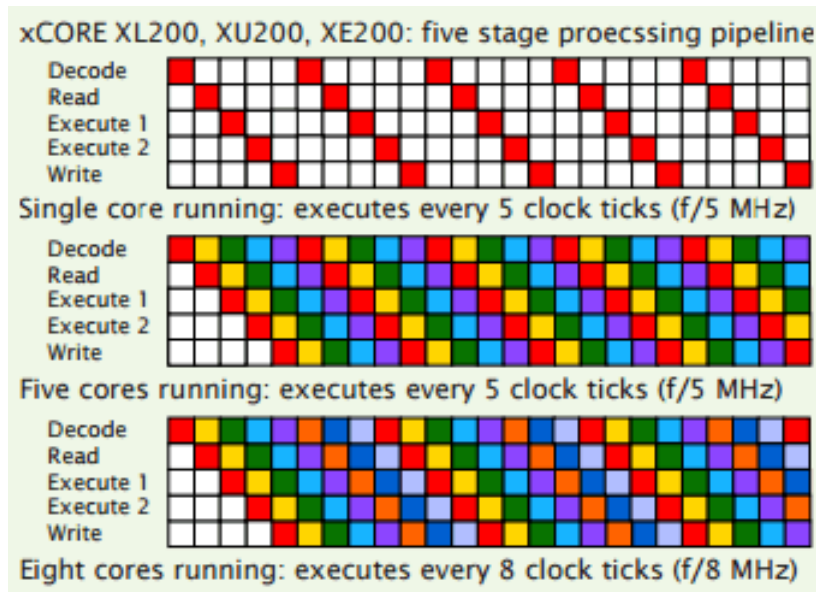 xCORE XL200, XU200, XE200: five stage proecssing pipeline
Decode
Read
Execute 1
Execute 2
Write
Single core running: executes every 5 clock ticks (f/5 MHz)
Decode
Read
Execute 1
Execute 2
Write
Five cores running: executes every 5 clock ticks (f/5 MHz)
Decode
Read
Execute 1
Execute 2
Write
Eight cores running: executes every 8 clock ticks (f/8 MHz)